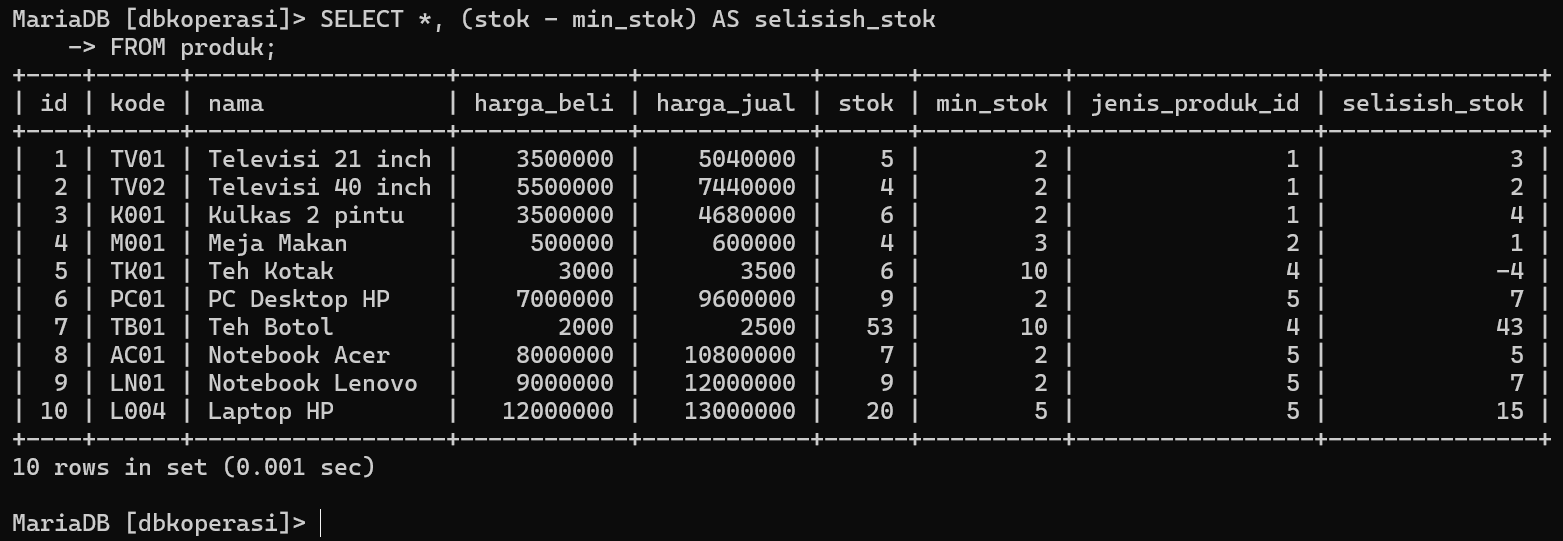 MariaDB [dbkoperasi]> SELECT *, (stok - min_stok) AS selisish_stok
    -> FROM produk;
+----+------+------------------+------------+------------+------+----------+-----------------+---------------+
| id | kode | nama             | harga_beli | harga_jual | stok | min_stok | jenis_produk_id | selisish_stok |
+----+------+------------------+------------+------------+------+----------+-----------------+---------------+
|  1 | TV01 | Televisi 21 inch |    3500000 |    5040000 |    5 |        2 |               1 |             3 |
|  2 | TV02 | Televisi 40 inch |    5500000 |    7440000 |    4 |        2 |               1 |             2 |
|  3 | K001 | Kulkas 2 pintu   |    3500000 |    4680000 |    6 |        2 |               1 |             4 |
|  4 | M001 | Meja Makan       |     500000 |     600000 |    4 |        3 |               2 |             1 |
|  5 | TK01 | Teh Kotak        |       3000 |       3500 |    6 |       10 |               4 |            -4 |
|  6 | PC01 | PC Desktop HP    |    7000000 |    9600000 |    9 |        2 |               5 |             7 |
|  7 | TB01 | Teh Botol        |       2000 |       2500 |   53 |       10 |               4 |            43 |
|  8 | AC01 | Notebook Acer    |    8000000 |   10800000 |    7 |        2 |               5 |             5 |
|  9 | LN01 | Notebook Lenovo  |    9000000 |   12000000 |    9 |        2 |               5 |             7 |
| 10 | L004 | Laptop HP        |   12000000 |   13000000 |   20 |        5 |               5 |            15 |
+----+------+------------------+------------+------------+------+----------+-----------------+---------------+
10 rows in set (0.001 sec)
MariaDB [dbkoperasi]>